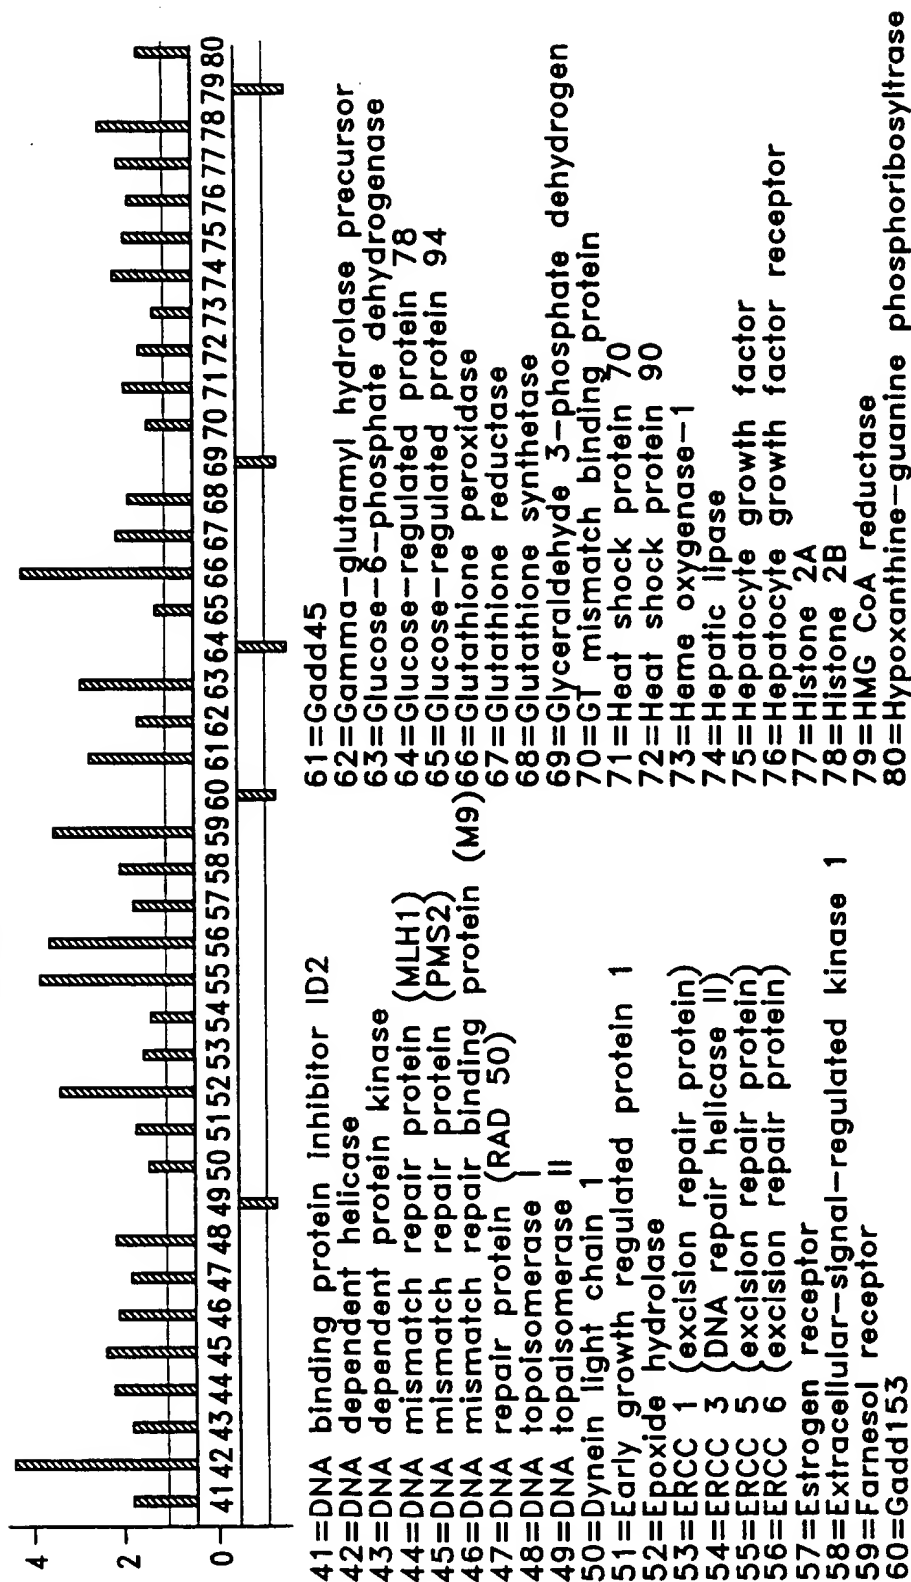 4
2
0
41 42 43 44 45 46 47 48 49 50 51 52 53 54 55 56 57 58 59 60 61 62 63 64 65 66 67 68 69 70 71 72 73 74 75 76 77 78 79 80
41=DNA binding protein inhibitor ID2
42=DNA dependent helicase
43=DNA dependent protein kinase
44=DNA mismatch repair protein (MLH1)
45=DNA mismatch repair protein (PMS2)
46=DNA mismatch repair binding protein (M9)
47=DNA repair protein (RAD 50)
48=DNA topoisomerase I
49=DNA topaisomerase II
50=Dynein light chain 1
51=Early growth regulated protein 1
52=Epoxide hydrolase
53=ERCC 1 (excision repair protein)
54=ERCC 3 (DNA repair helicase II)
55=ERCC 5 (excision repair protein)
56=ERCC 6 (excision repair protein)
57=Estrogen receptor
58=Extracellular-signal-regulated kinase 1
59=Farnesol receptor
60=Gadd153
61=Gadd45
62=Gamma-glutamyl hydrolase precursor
63=Glucose-6-phosphate dehydrogenase
64=Glucose-regulated protein 78
65=Glucose-regulated protein 94
66=Glutathione peroxidase
67=Glutathione reductase
68=Glutathione synthetase
69=Glyceraldehyde 3-phosphate dehydrogen
70=GT mismatch binding protein
71=Heat shock protein 70
72=Heat shock protein 90
73=Heme oxygenase-1
74=Hepatic lipase
75=Hepatocyte growth factor
76=Hepatocyte growth factor receptor
77=Histone 2A
78=Histone 2B
79=HMG CoA reductase
80=Hypoxanthine-guanine phosphoribosyltrase